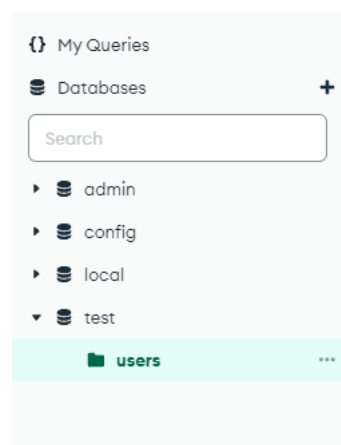 {} My Queries
Databases +
Search
admin
config
local
test
users ...